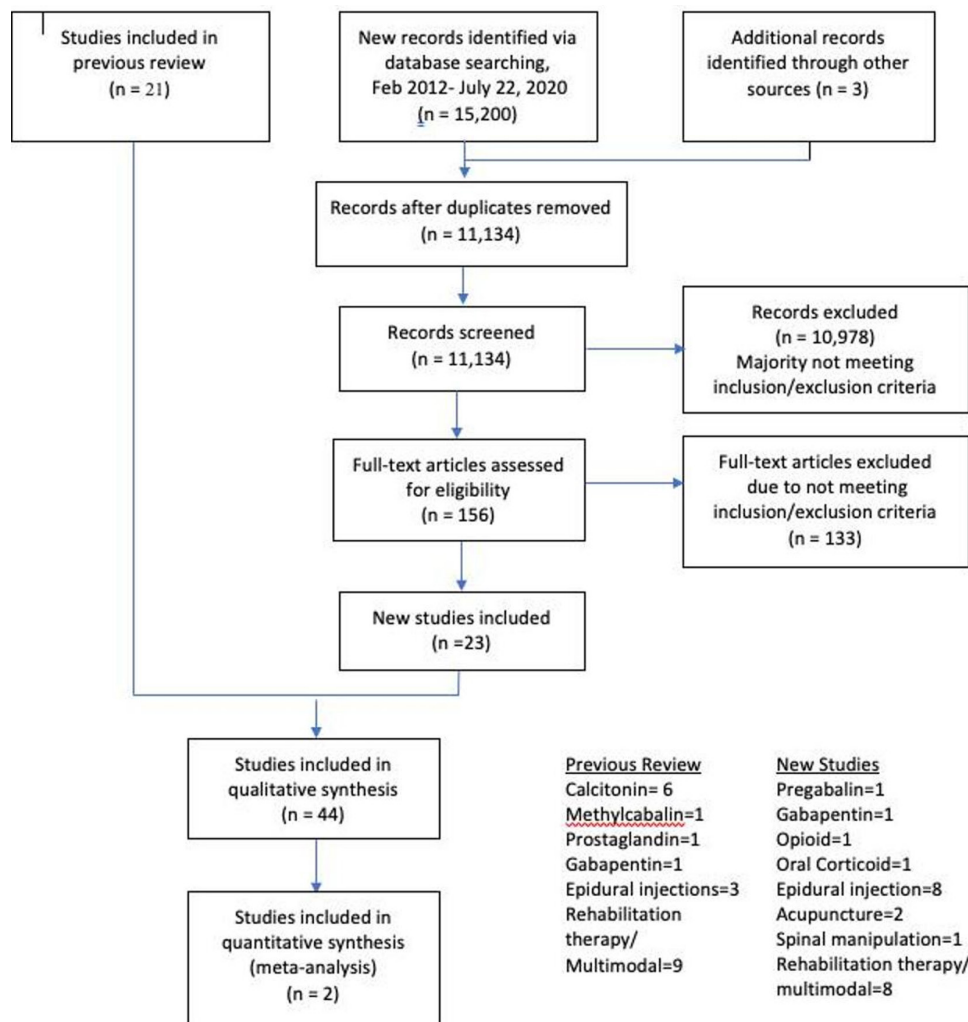 Studies included in
previous review
(n = 21)
New records identified via
database searching,
Feb 2012- July 22, 2020
(n = 15,200)
Additional records
identified through other
sources (n = 3)
Records after duplicates removed
(n = 11,134)
Records screened
(n = 11,134)
Records excluded
(n = 10,978)
Majority not meeting
inclusion/exclusion criteria
Full-text articles assessed
for eligibility
(n = 156)
Full-text articles excluded
due to not meeting
inclusion/exclusion criteria
(n = 133)
New studies included
(n =23)
Studies included in
qualitative synthesis
(n = 44)
Studies included in
quantitative synthesis
(meta-analysis)
(n = 2)
Previous Review
Calcitonin= 6
Methylcabalin=1
Prostaglandin=1
Gabapentin=1
Epidural injections=3
Rehabilitation
therapy/
Multimodal=9
New Studies
Pregabalin=1
Gabapentin=1
Opioid=1
Oral Corticoid=1
Epidural injection=8
Acupuncture=2
Spinal manipulation=1
Rehabilitation therapy/
multimodal=8